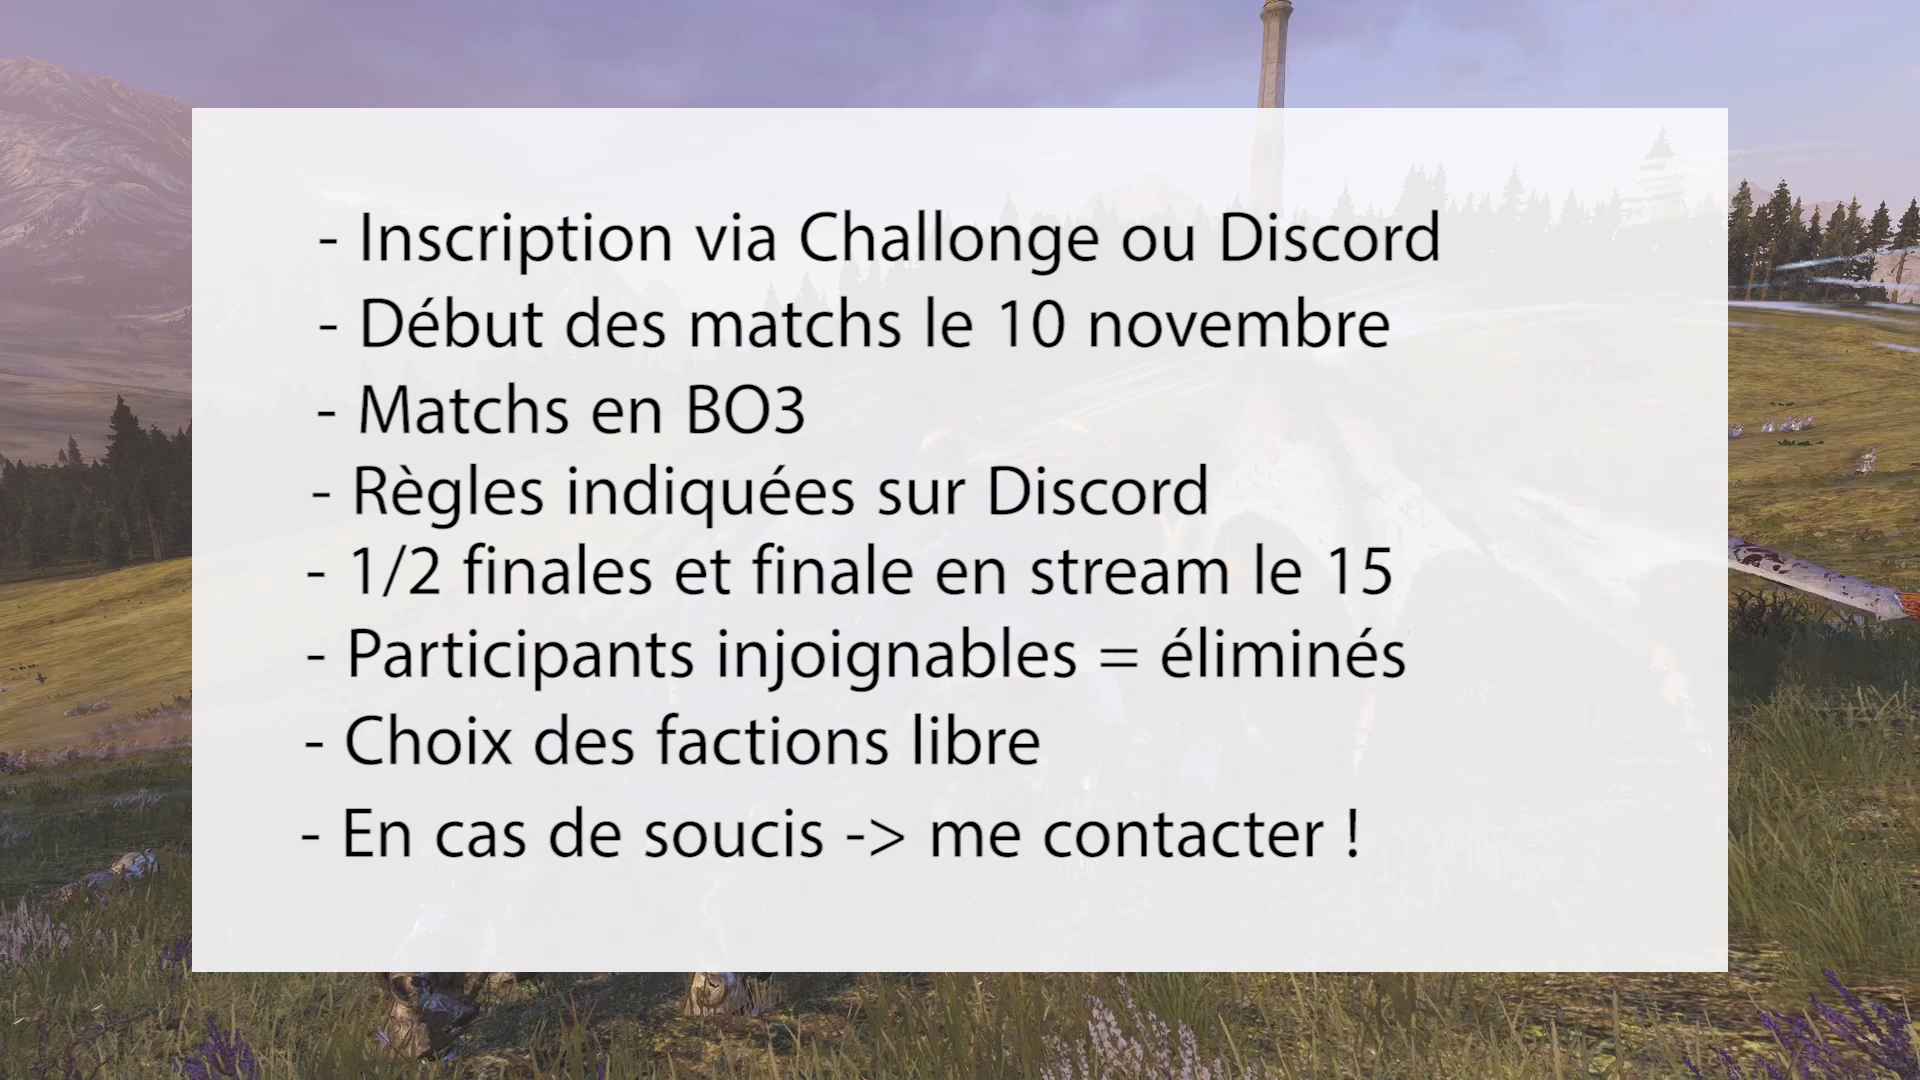 - Inscription via Challonge ou Discord
- Début des matchs le 10 novembre
- Matchs en BO3
- Règles indiquées sur Discord
- 1/2 finales et finale en stream le 15
- Participants injoignables = éliminés
- Choix des factions libre
- En cas de soucis -> me contacter !